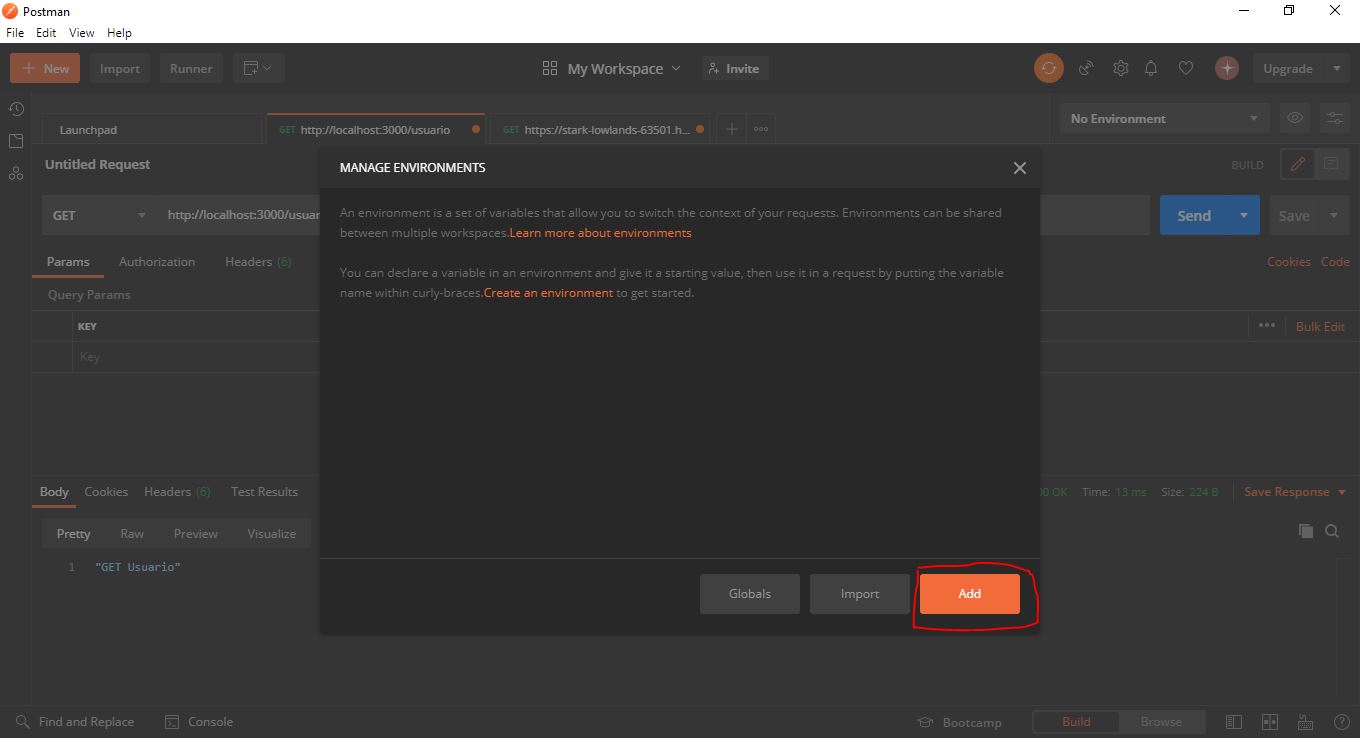 Postman
File Edit View Help
New Import Runner My Workspace Invite Upgrade
Launchpad GET http://localhost:3000/usuario GET https://stark-lowlands-63501.h... No Environment
Untitled Request BUILD
MANAGE ENVIRONMENTS
An environment is a set of variables that allow you to switch the context of your requests. Environments can be shared
between multiple workspaces.Learn more about environments
You can declare a variable in an environment and give it a starting value, then use it in a request by putting the variable
name within curly-braces.Create an environment to get started.
Globals Import Add
GET http://localhost:3000/usuar Send Save
Params Authorization Headers (6) Cookies Code
Query Params
KEY Bulk Edit
Key
Body Cookies Headers (6) Test Results 00 OK Time: 13 ms Size: 224 B Save Response
Pretty Raw Preview Visualize
1 "GET Usuario"
Find and Replace Console Bootcamp Build Browse